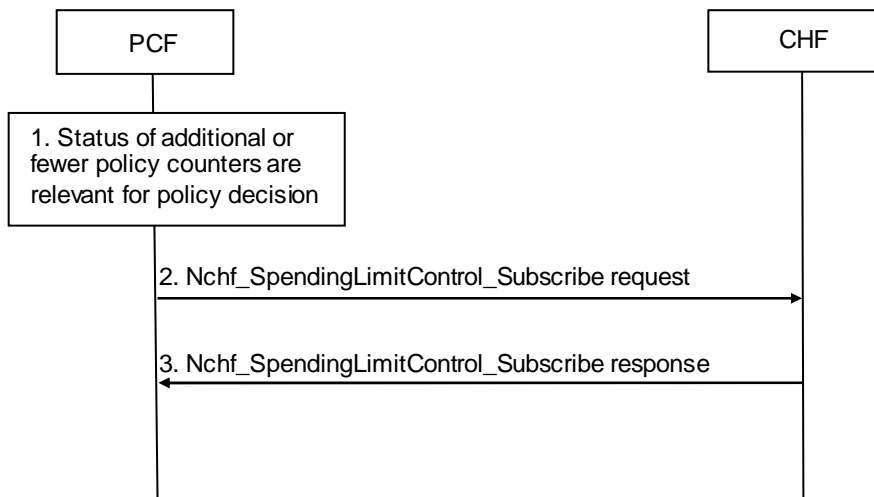 PCF
CHF
1. Status of additional or
fewer policy counters are
relevant for policy decision
2. Nchf_SpendingLimitControl_Subscribe request
3. Nchf_SpendingLimitControl_Subscribe response